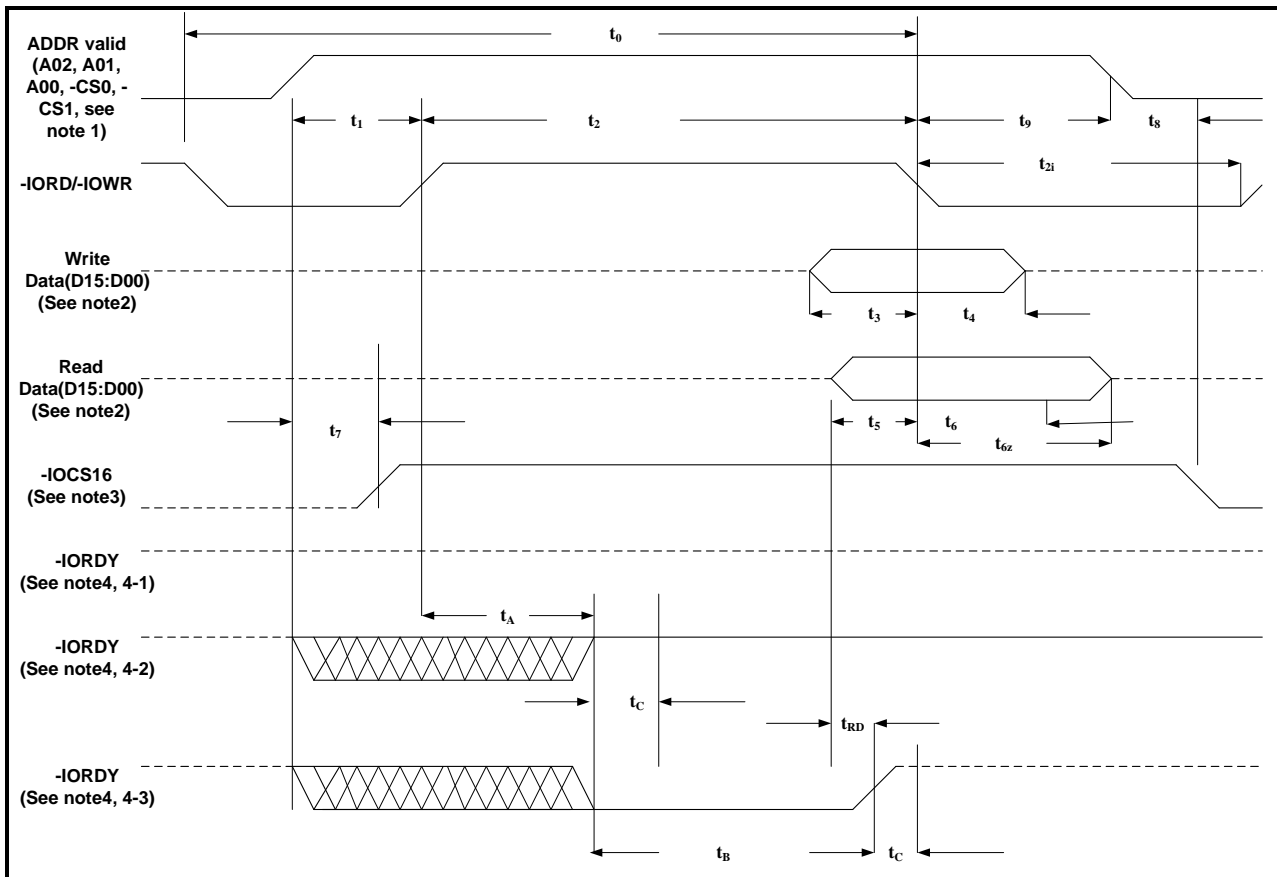 t0
ADDR valid
(A02, A01,
A00, -CS0, -
CS1, see
note 1)
t1
t2
t9
t8
-IORD/-IOWR
t2i
Write
Data(D15:D00)
(See note2)
t3
t4
Read
Data(D15:D00)
(See note2)
t7
t5
t6
t6z
-IOCS16
(See note3)
-IORDY
(See note4, 4-1)
tA
-IORDY
(See note4, 4-2)
tC
tRD
-IORDY
(See note4, 4-3)
tB
tC